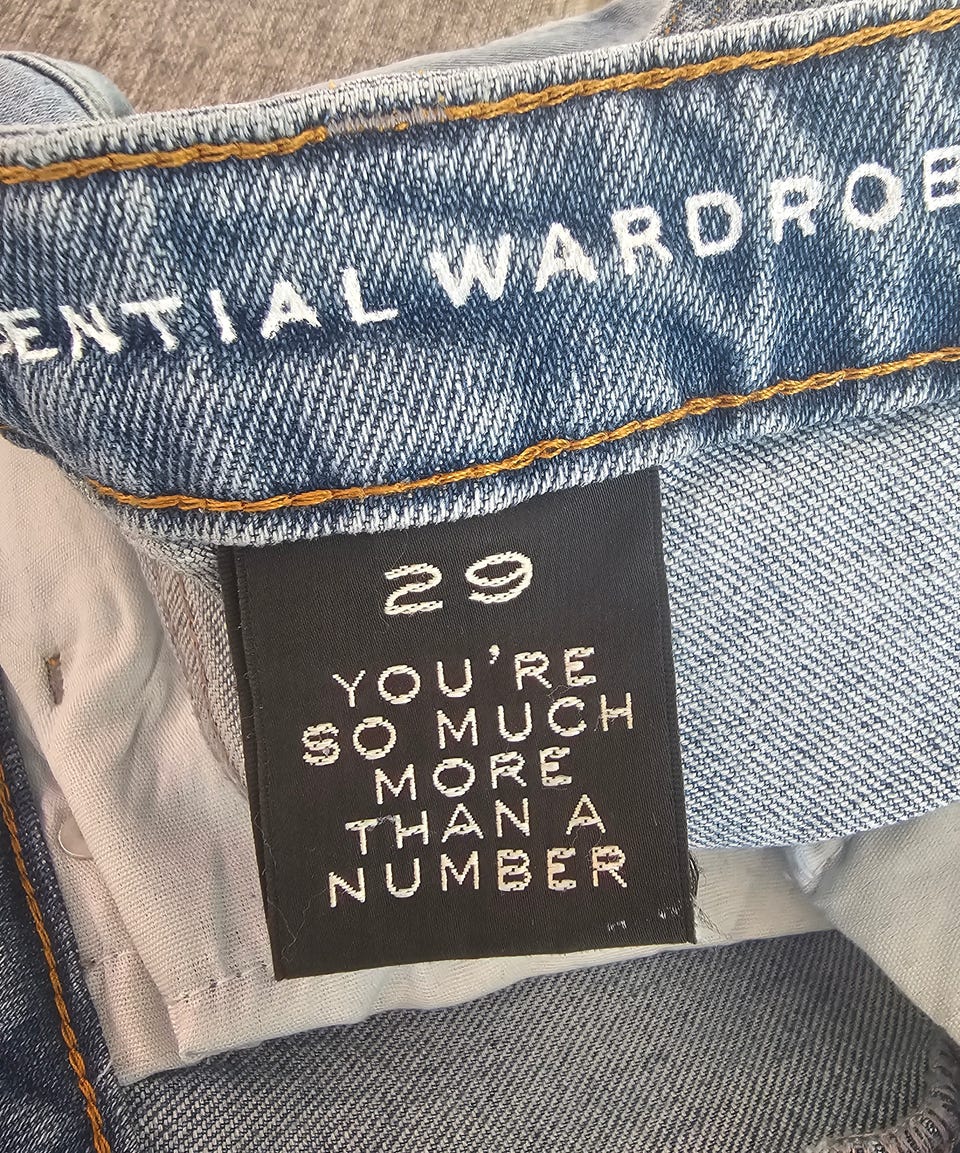 ENTIAL WARDROB
29
YOU'RE
SO MUCH
MORE
THAN A
NUMBER